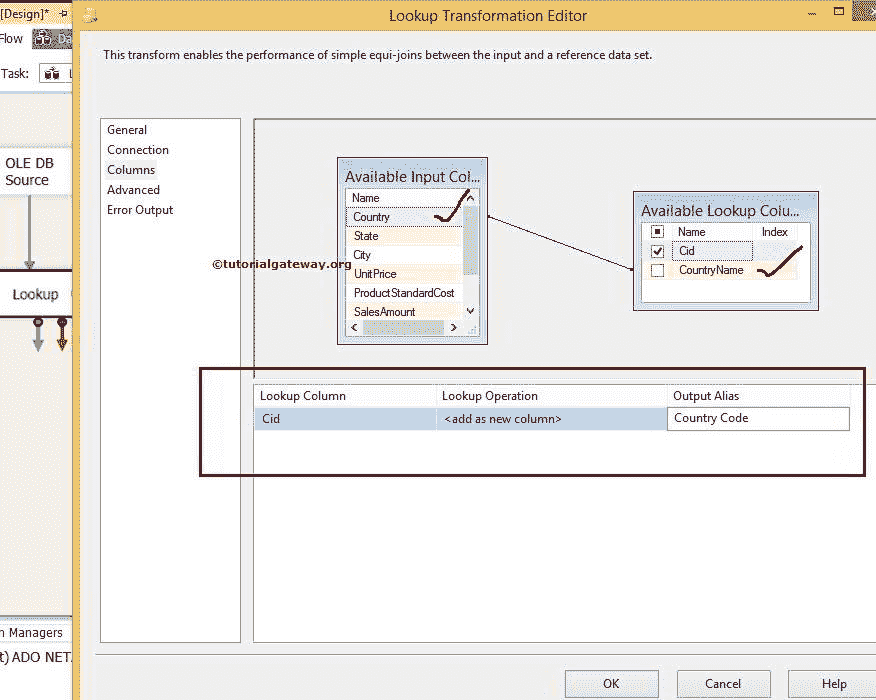 [Design]*
Lookup Transformation Editor
Flow
Task:
This transform enables the performance of simple equi-joins between the input and a reference data set.
OLE DB
Source
Lookup
General
Connection
Columns
Advanced
Error Output
Available Input Col...
Name
Country
State
City
UnitPrice
ProductStandardCost
SalesAmount
©tutorialgateway.org
Available Lookup Colu...
Name Index
Cid
CountryName
Lookup Column Lookup Operation Output Alias
Cid <add as new column> Country Code
Managers
ADO NET
OK Cancel Help